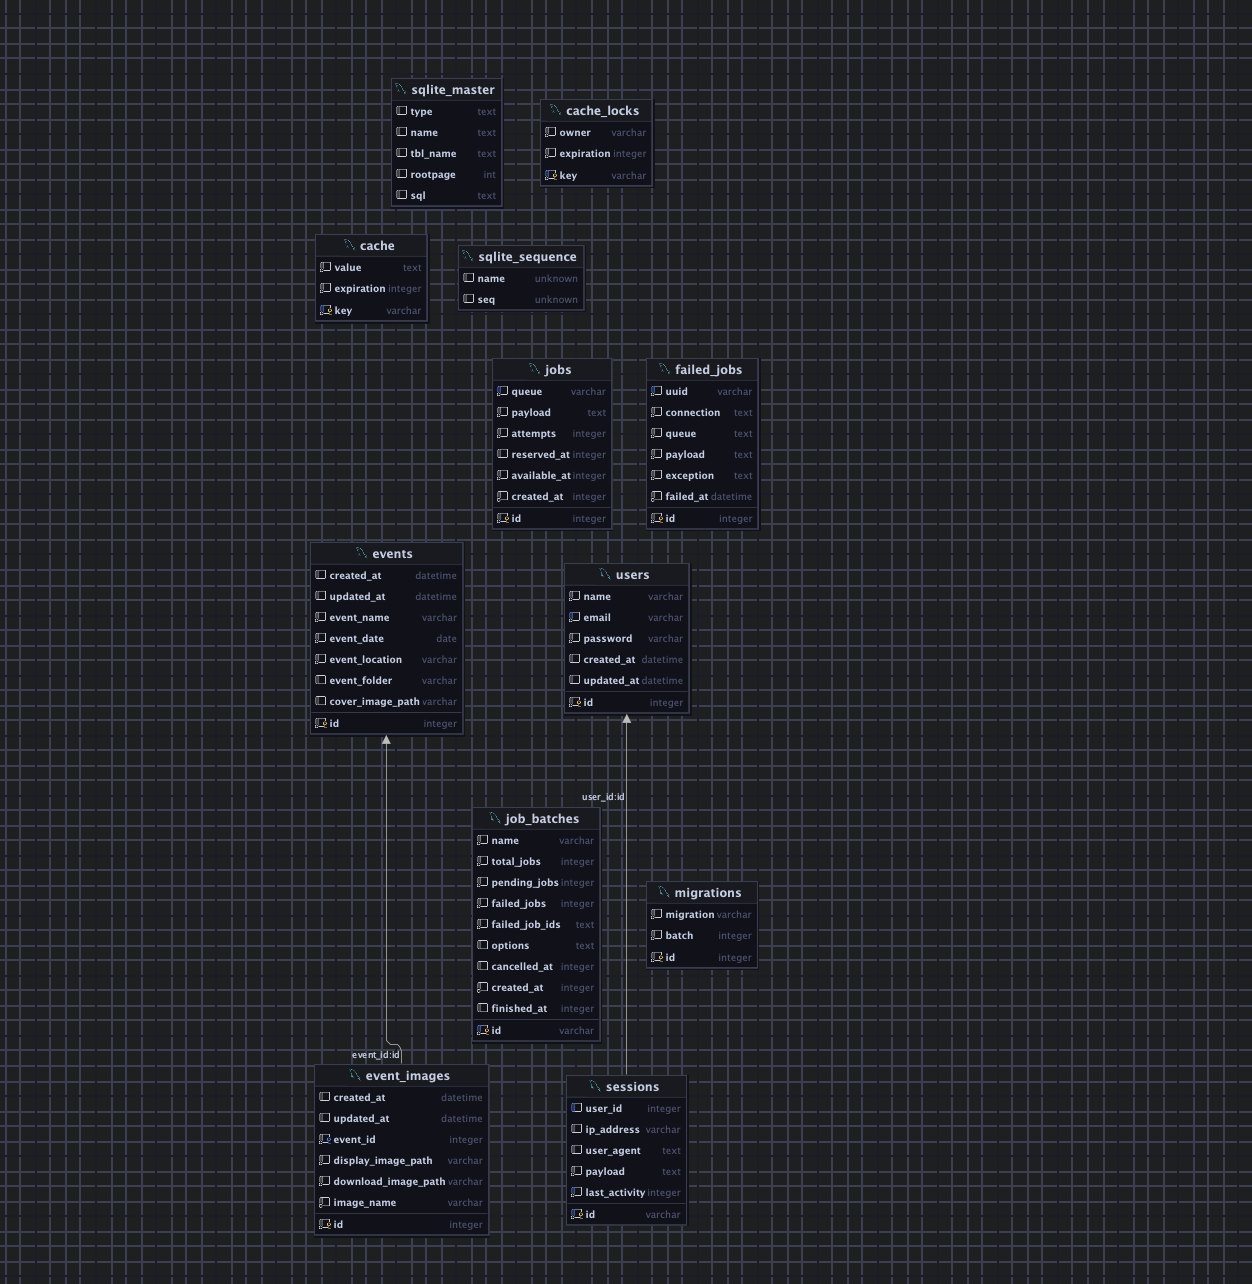 sqlite_master
type text
name text
tbl_name text
rootpage int
sql text
cache_locks
owner varchar
expiration integer
key varchar
cache
value text
expiration integer
key varchar
sqlite_sequence
name unknown
seq unknown
jobs
queue varchar
payload text
attempts integer
reserved_at integer
available_at integer
created_at integer
id integer
failed_jobs
uuid varchar
connection text
queue text
payload text
exception text
failed_at datetime
id integer
events
created_at datetime
updated_at datetime
event_name varchar
event_date date
event_location varchar
event_folder varchar
cover_image_path varchar
id integer
users
name varchar
email varchar
password varchar
created_at datetime
updated_at datetime
id integer
user_id:id
job_batches
name varchar
total_jobs integer
pending_jobs integer
failed_jobs integer
failed_job_ids text
options text
cancelled_at integer
created_at integer
finished_at integer
id varchar
migrations
migration varchar
batch integer
id integer
event_id:id
event_images
created_at datetime
updated_at datetime
event_id integer
display_image_path varchar
download_image_path varchar
image_name varchar
id integer
sessions
user_id integer
ip_address varchar
user_agent text
payload text
last_activity integer
id varchar